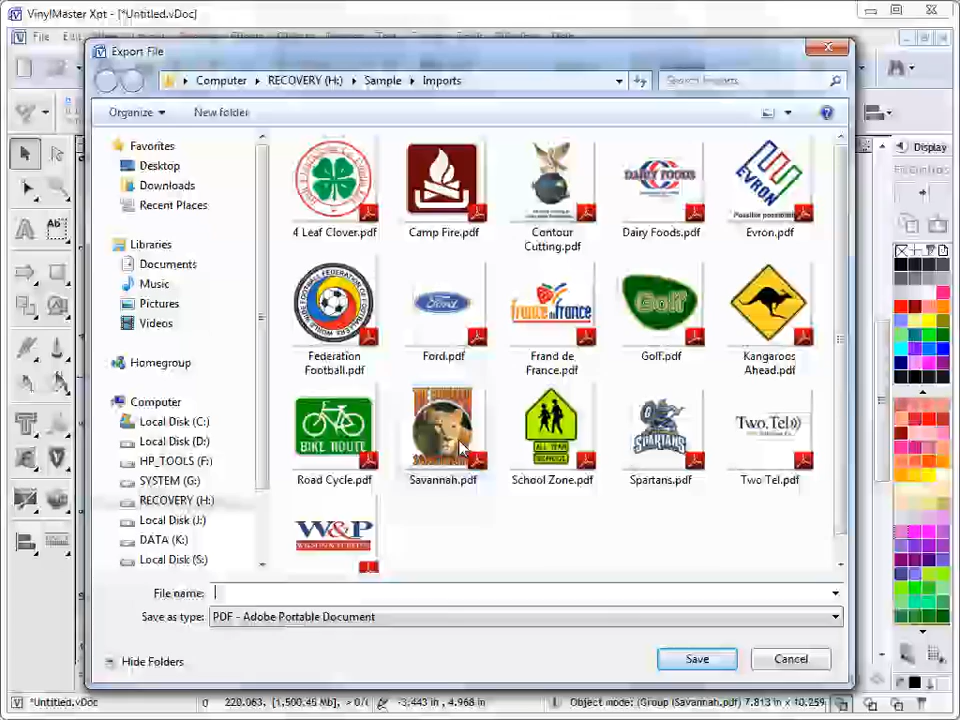 VinylMaster Xpt - [*Untitled.vDoc]
File
Export File
Computer
RECOVERY (H:)
Sample
Imports
Search Imports
Organize
New folder
Display
Favorites
Desktop
Downloads
Recent Places
Libraries
Documents
Music
Pictures
Videos
Homegroup
Computer
Local Disk (C:)
Local Disk (D:)
HP_TOOLS (F:)
SYSTEM (G:)
RECOVERY (H:)
Local Disk (J:)
DATA (K:)
Local Disk (S:)
DAIRY FOODS
EVRON
4 Leaf Clover.pdf
Camp Fire.pdf
Contour
Cutting.pdf
Dairy Foods.pdf
Evron.pdf
Ford
france de france
Golf
Federation
Football.pdf
Ford.pdf
Frand de
France.pdf
Golf.pdf
Kangaroos
Ahead.pdf
BIKE ROUTE
ALL YEAR
SPARTANS
Two.Tel
Road Cycle.pdf
Savannah.pdf
School Zone.pdf
Spartans.pdf
Two Tel.pdf
W&P
File name:
Save as type:
PDF - Adobe Portable Document
Hide Folders
Save
Cancel
*Untitled.vDoc
Object mode: (Group (Savannah.pdf) 7.813 in x 10.259